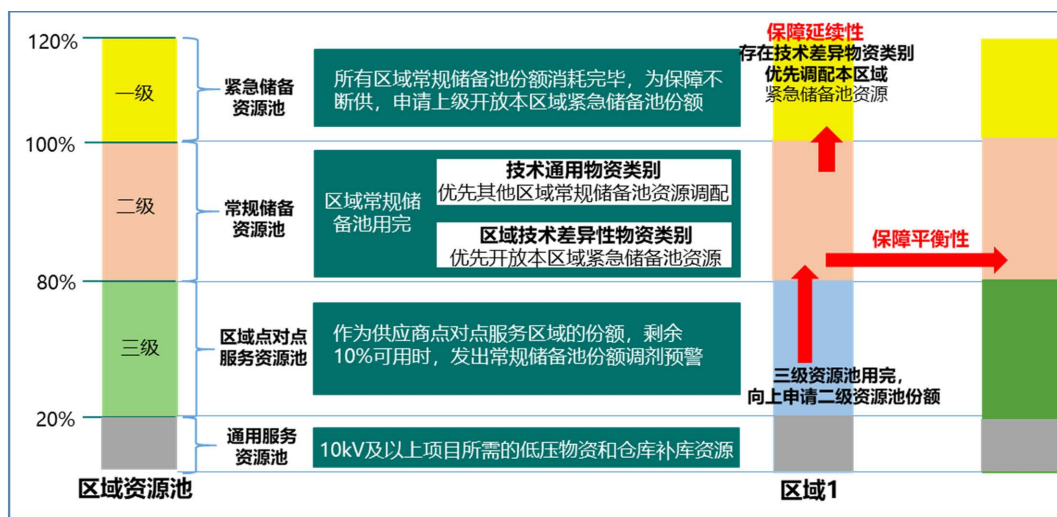 120%
一级
紧急储备
资源池
所有区域常规储备池份额消耗完毕，为保障不
断供，申请上级开放本区域紧急储备池份额
保障延续性
存在技术差异物资类别
优先调配本区域
紧急储备池资源
100%
二级
常规储备
资源池
区域常规储
备池用完
技术通用物资类别
优先其他区域常规储备池资源调配
区域技术差异性物资类别
优先开放本区域紧急储备池资源
保障平衡性
80%
三级
区域点对点
服务资源池
作为供应商点对点服务区域的份额，剩余
10%可用时，发出常规储备池份额调剂预警
三级资源池用完，
向上申请二级资源池份额
20%
通用服务
资源池
10kV及以上项目所需的低压物资和仓库补库资源
区域资源池
区域1